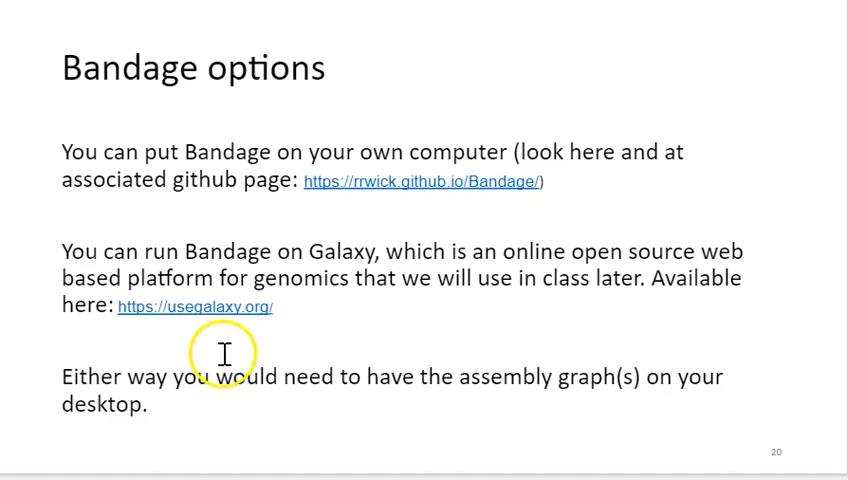 Bandage options
You can put Bandage on your own computer (look here and at
associated github page: https://rrwick.github.io/Bandage/)
You can run Bandage on Galaxy, which is an online open source web
based platform for genomics that we will use in class later. Available
here: https://usegalaxy.org/
Either way you would need to have the assembly graph(s) on your
desktop.
20